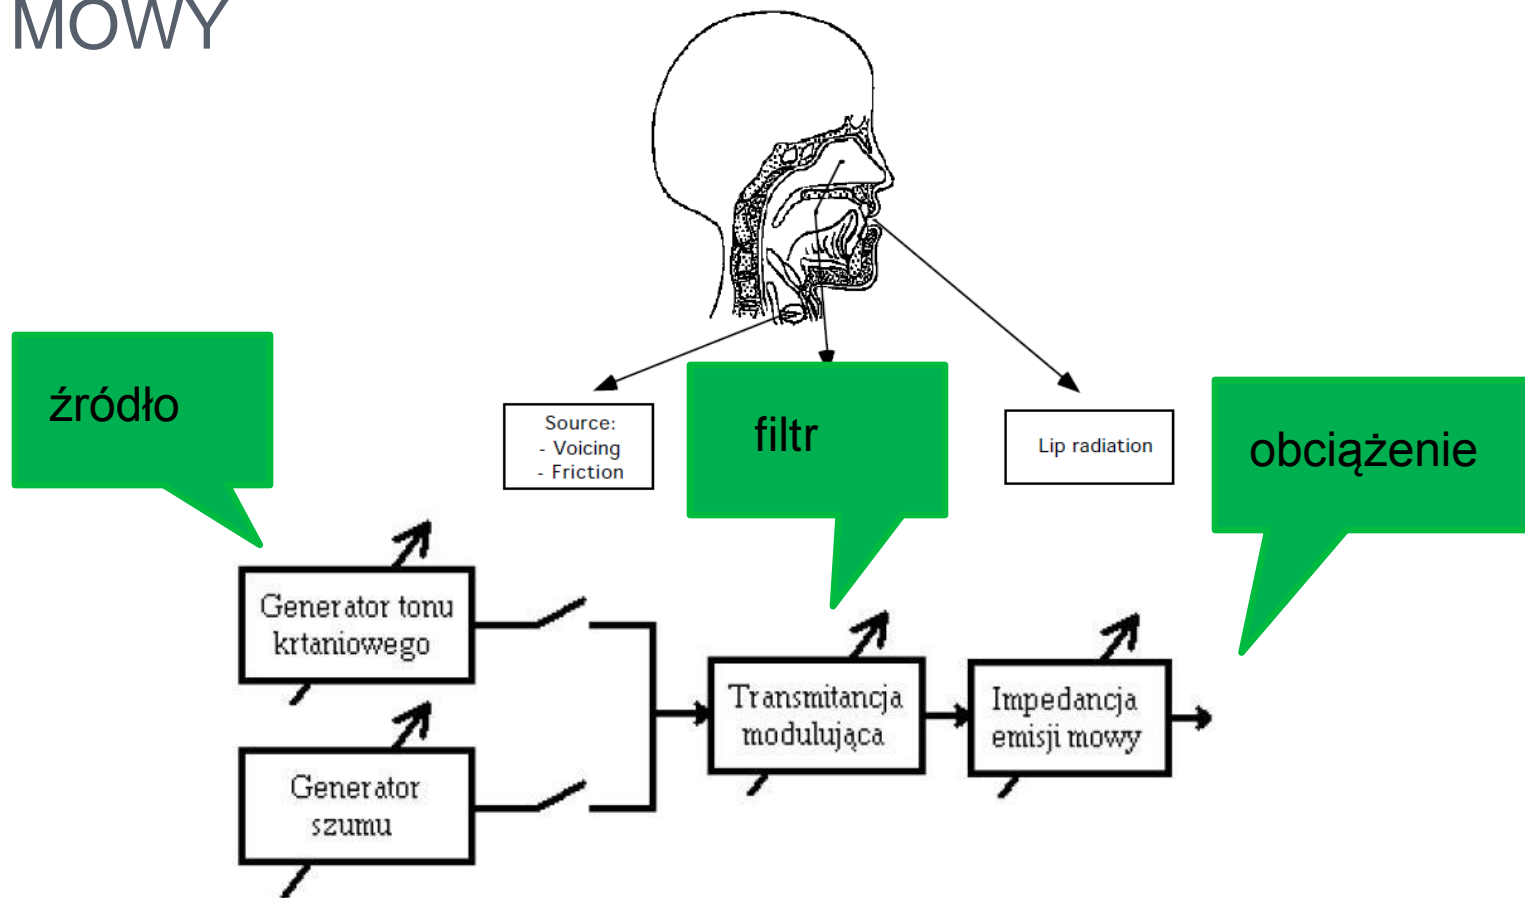 MOWY
źródło
Source:
- Voicing
- Friction
filtr
Lip radiation
obciążenie
Generator tonu
krtaniowego
Transmitancja
modulująca
Impedancja
emisji mowy
Generator
szumu